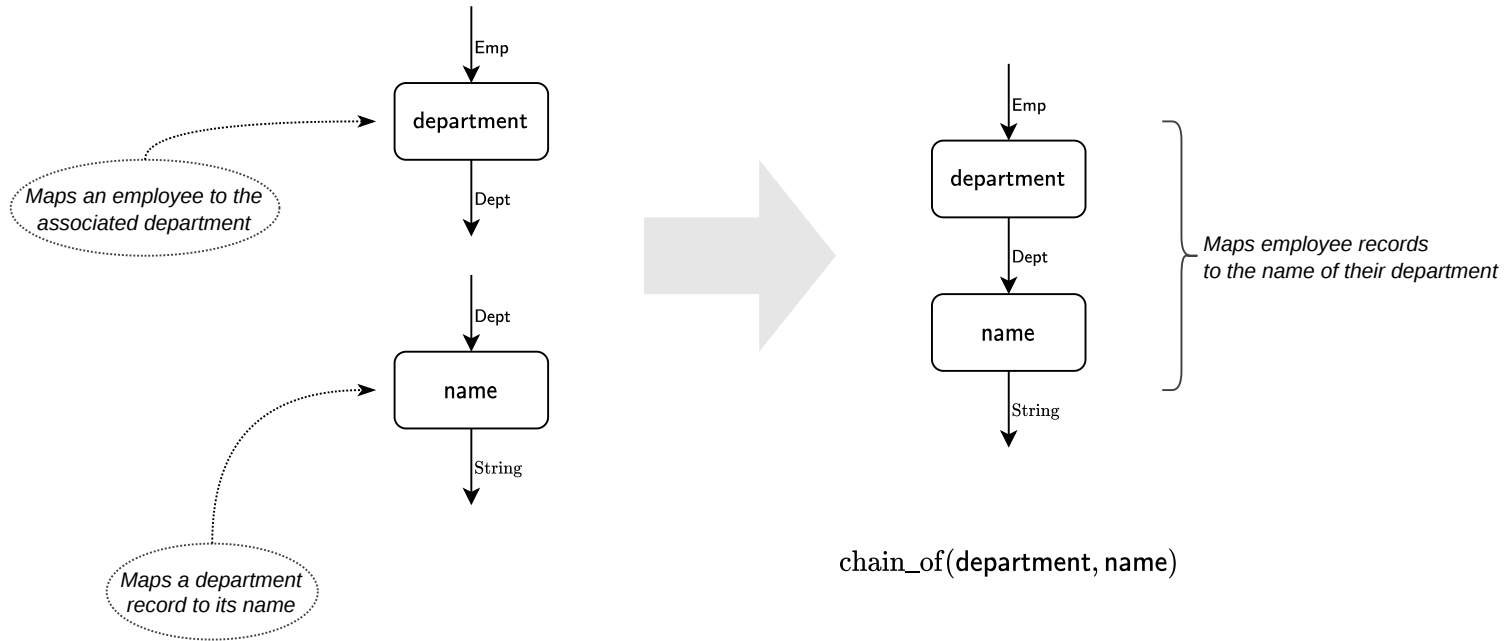 Emp
department
Maps an employee to the
associated department
Dept
Dept
name
String
Maps a department
record to its name
Emp
department
Dept
name
String
Maps employee records
to the name of their department
chain_of(department, name)